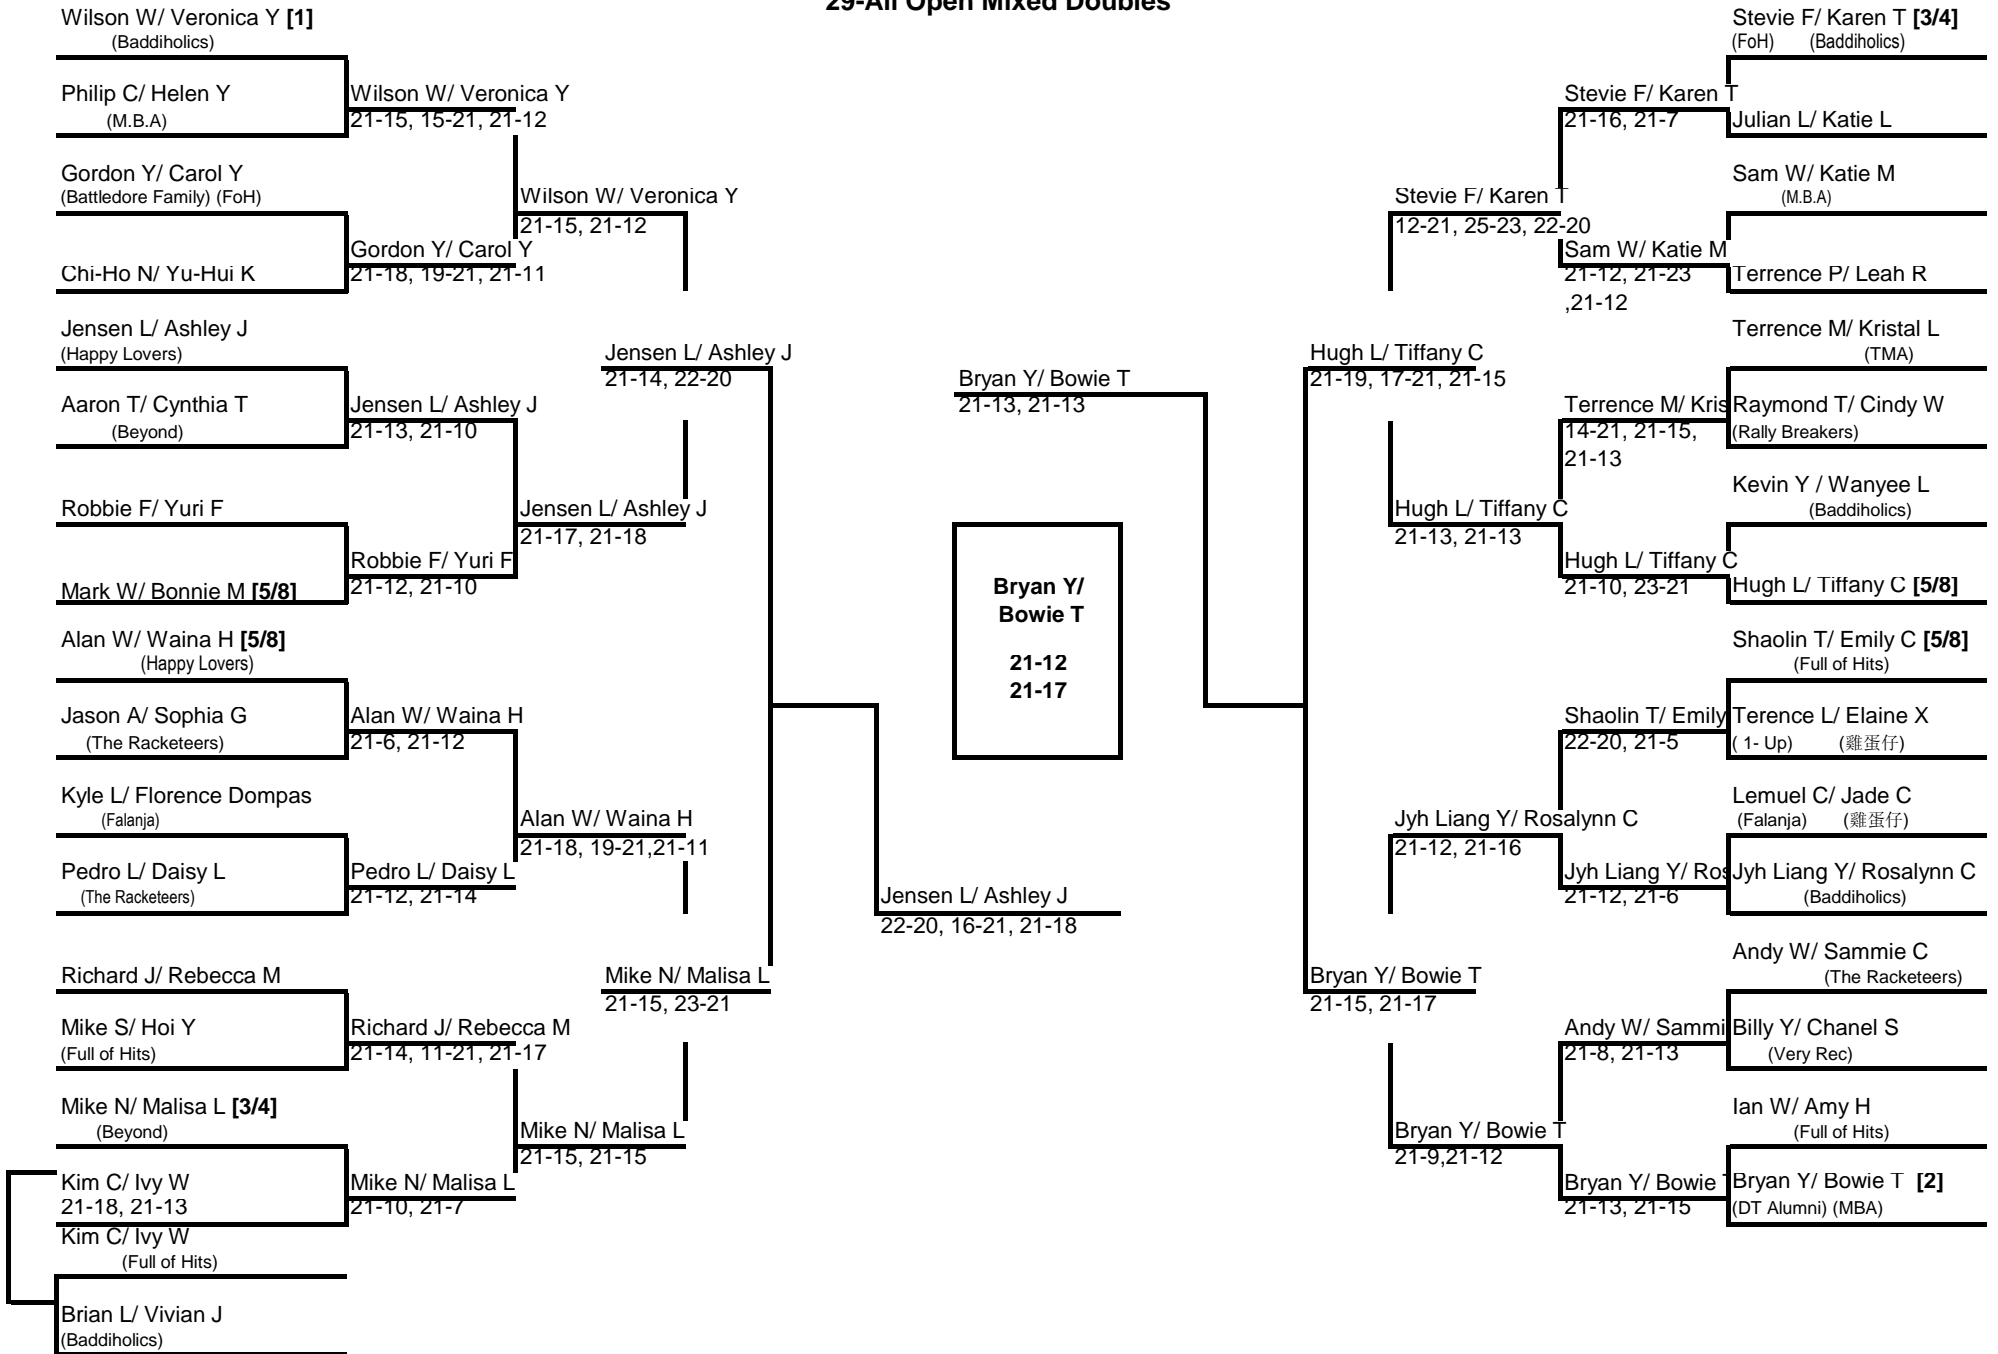 29-All Open Mixed Doubles
Wilson W/ Veronica Y [1]
(Baddiholics)
Philip C/ Helen Y
(M.B.A)
Gordon Y/ Carol Y
(Battledore Family) (FoH)
Chi-Ho N/ Yu-Hui K
Jensen L/ Ashley J
(Happy Lovers)
Aaron T/ Cynthia T
(Beyond)
Robbie F/ Yuri F
Mark W/ Bonnie M [5/8]
Alan W/ Waina H [5/8]
(Happy Lovers)
Jason A/ Sophia G
(The Racketeers)
Kyle L/ Florence Dompas
(Falanja)
Pedro L/ Daisy L
(The Racketeers)
Richard J/ Rebecca M
Mike S/ Hoi Y
(Full of Hits)
Mike N/ Malisa L [3/4]
(Beyond)
Kim C/ Ivy W
21-18, 21-13
Kim C/ Ivy W
(Full of Hits)
Brian L/ Vivian J
(Baddiholics)
Wilson W/ Veronica Y
21-15, 15-21, 21-12
Gordon Y/ Carol Y
21-18, 19-21, 21-11
Jensen L/ Ashley J
21-13, 21-10
Robbie F/ Yuri F
21-12, 21-10
Alan W/ Waina H
21-6, 21-12
Pedro L/ Daisy L
21-12, 21-14
Richard J/ Rebecca M
21-14, 11-21, 21-17
Mike N/ Malisa L
21-10, 21-7
Wilson W/ Veronica Y
21-15, 21-12
Jensen L/ Ashley J
21-17, 21-18
Alan W/ Waina H
21-18, 19-21,21-11
Mike N/ Malisa L
21-15, 21-15
Jensen L/ Ashley J
21-14, 22-20
Mike N/ Malisa L
21-15, 23-21
Jensen L/ Ashley J
22-20, 16-21, 21-18
Bryan Y/ Bowie T
21-13, 21-13
Bryan Y/
Bowie T
21-12
21-17
Hugh L/ Tiffany C
21-19, 17-21, 21-15
Bryan Y/ Bowie T
21-15, 21-17
Stevie F/ Karen T
12-21, 25-23, 22-20
Hugh L/ Tiffany C
21-13, 21-13
Jyh Liang Y/ Rosalynn C
21-12, 21-16
Bryan Y/ Bowie T
21-9,21-12
Stevie F/ Karen T
21-16, 21-7
Sam W/ Katie M
21-12, 21-23
,21-12
Terrence M/ Kris
14-21, 21-15,
21-13
Hugh L/ Tiffany C
21-10, 23-21
Shaolin T/ Emily
22-20, 21-5
Jyh Liang Y/ Ros
21-12, 21-6
Andy W/ Sammi
21-8, 21-13
Bryan Y/ Bowie T
21-13, 21-15
Stevie F/ Karen T [3/4]
(FoH) (Baddiholics)
Julian L/ Katie L
Sam W/ Katie M
(M.B.A)
Terrence P/ Leah R
Terrence M/ Kristal L
(TMA)
Raymond T/ Cindy W
(Rally Breakers)
Kevin Y / Wanyee L
(Baddiholics)
Hugh L/ Tiffany C [5/8]
Shaolin T/ Emily C [5/8]
(Full of Hits)
Terence L/ Elaine X
( 1- Up) (雞蛋仔)
Lemuel C/ Jade C
(Falanja) (雞蛋仔)
Jyh Liang Y/ Rosalynn C
(Baddiholics)
Andy W/ Sammie C
(The Racketeers)
Billy Y/ Chanel S
(Very Rec)
Ian W/ Amy H
(Full of Hits)
Bryan Y/ Bowie T [2]
(DT Alumni) (MBA)